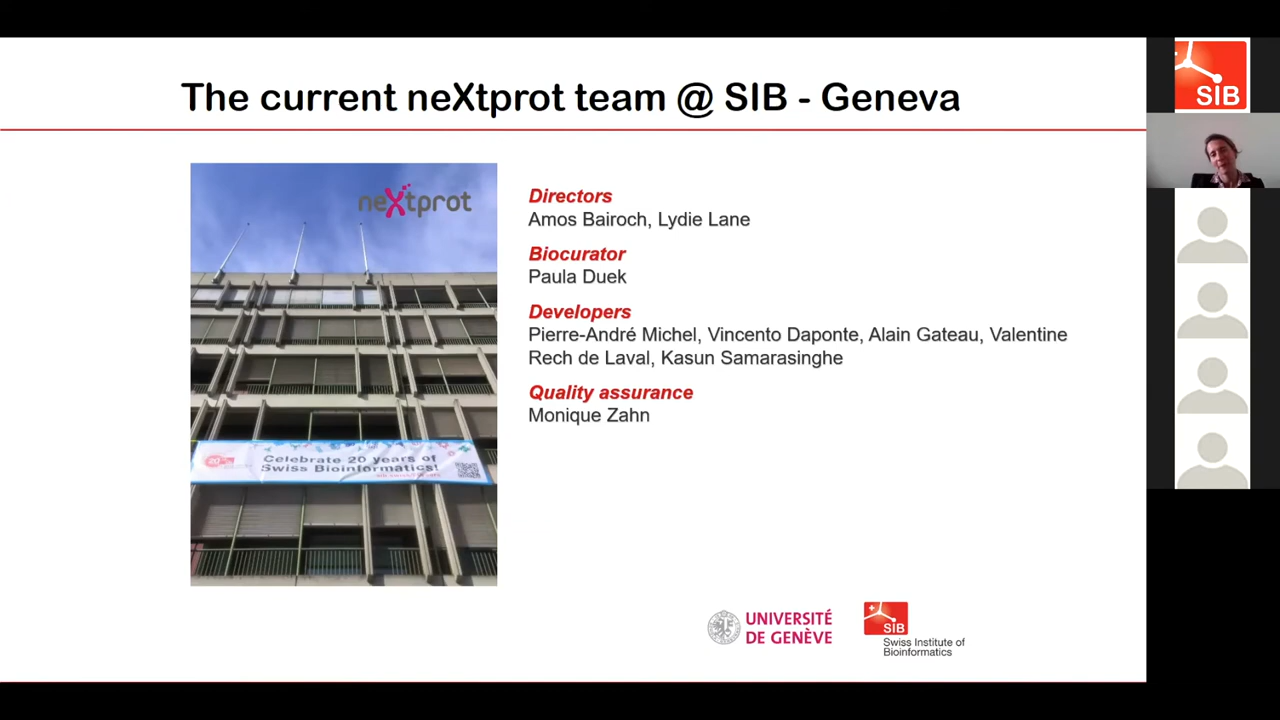 The current neXtprot team @ SIB - Geneva
SIB
neXtprot
Directors
Amos Bairoch, Lydie Lane
Biocurator
Paula Duek
Developers
Pierre-André Michel, Vincento Daponte, Alain Gateau, Valentine
Rech de Laval, Kasun Samarasinghe
Quality assurance
Monique Zahn
Celebrate 20 years of
Swiss Bioinformatics!
UNIVERSITÉ
DE GENÈVE
SIB
Swiss Institute of
Bioinformatics